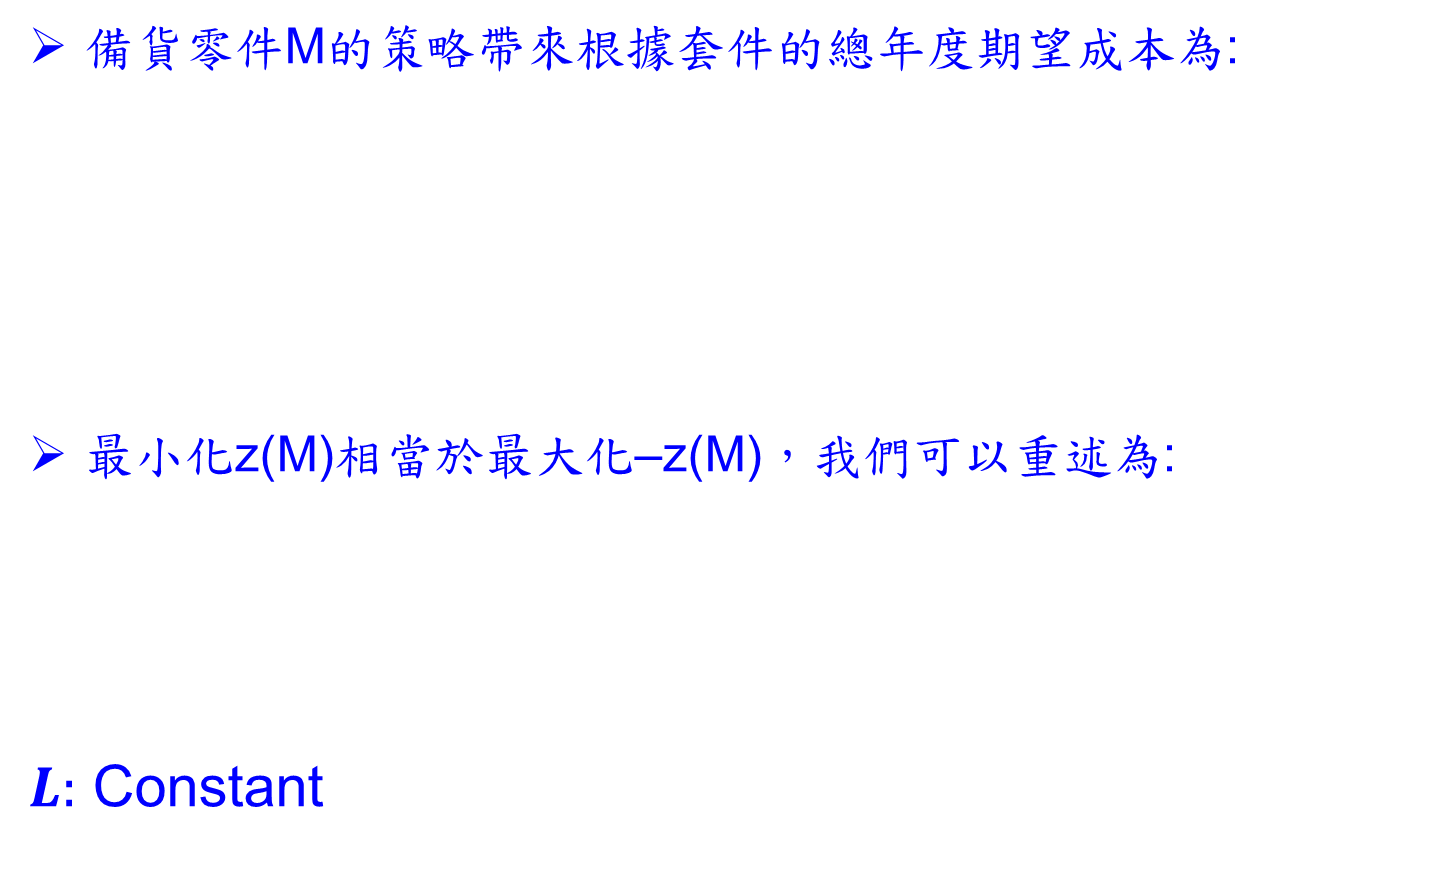 ➢ 備貨零件M的策略帶來根據套件的總年度期望成本為:
➢ 最小化z(M)相當於最大化–z(M)，我們可以重述為:
L: Constant